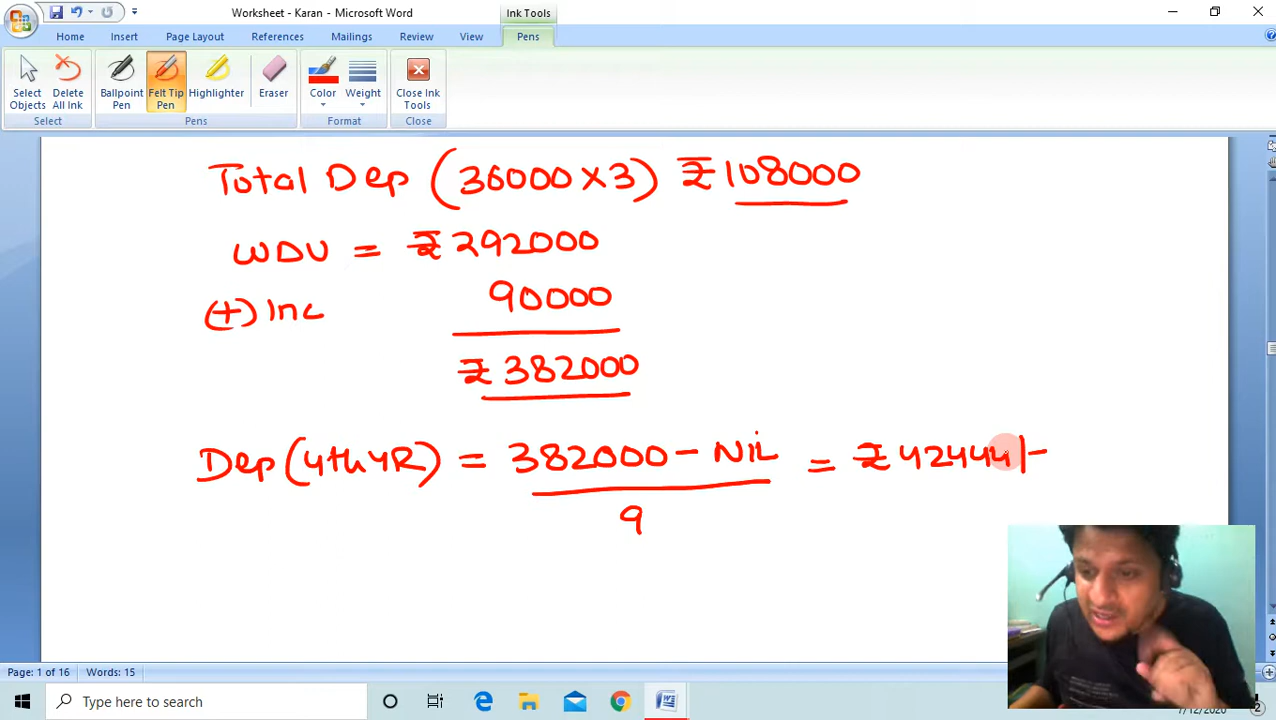 Worksheet - Karan - Microsoft Word
Ink Tools
Home Insert Page Layout References Mailings Review View Pens
Select Objects
Delete All Ink
Ballpoint Pen
Felt Tip Pen
Highlighter
Eraser
Color
Weight
Close Ink Tools
Select Pens Format Close
Total Dep (36000 x 3) ₹108000
WDV = ₹292000
(+) Inc 90000
₹382000
Dep (4th YR) = 382000 - Nil = ₹42444/-
9
Page: 1 of 16 Words: 15
Type here to search
7/12/2020